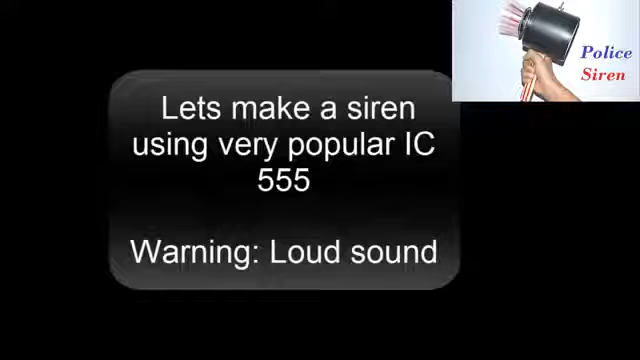 Lets make a siren
using very popular IC
555
Warning: Loud sound
Police
Siren